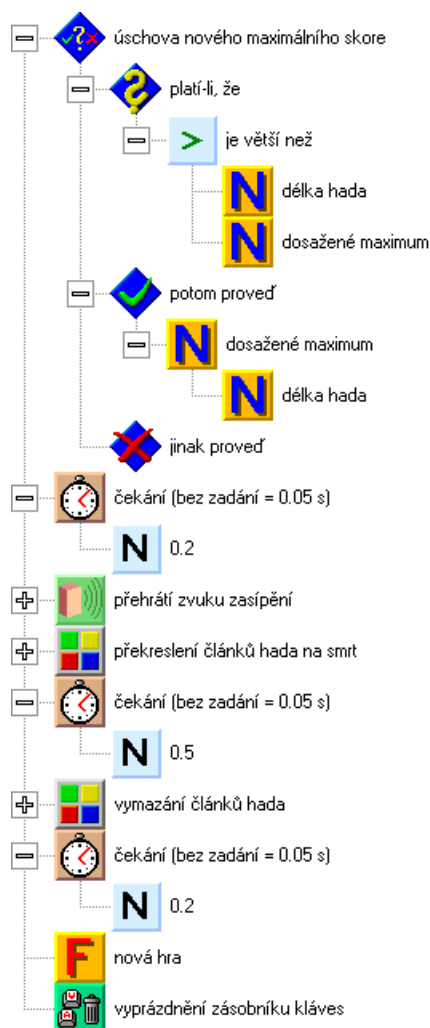 úschova nového maximálního skore
platí-li, že
je větší než
N délka hada
N dosažené maximum
potom proveď
N dosažené maximum
N délka hada
jinak proveď
čekání (bez zadání = 0.05 s)
N 0.2
přehrátí zvuku zasípění
překreslení článků hada na smrt
čekání (bez zadání = 0.05 s)
N 0.5
vymazání článků hada
čekání (bez zadání = 0.05 s)
N 0.2
F nová hra
vyprázdnění zásobníku kláves